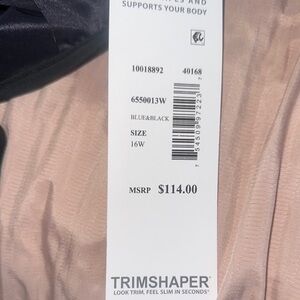 SUPPORTS YOUR BODY
10018892 40168
6550013W
BLUE&BLACK
SIZE
16W
MSRP $114.00
TRIMSHAPER®
LOOK TRIM, FEEL SLIM IN SECONDS®